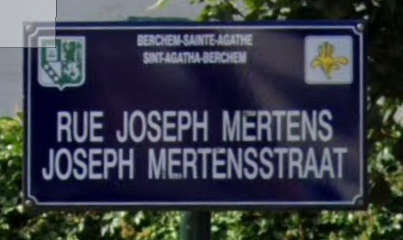 BERCHEM-SAINTE-AGATHE
SINT-AGATHA-BERCHEM
RUE JOSEPH MERTENS
JOSEPH MERTENSSTRAAT